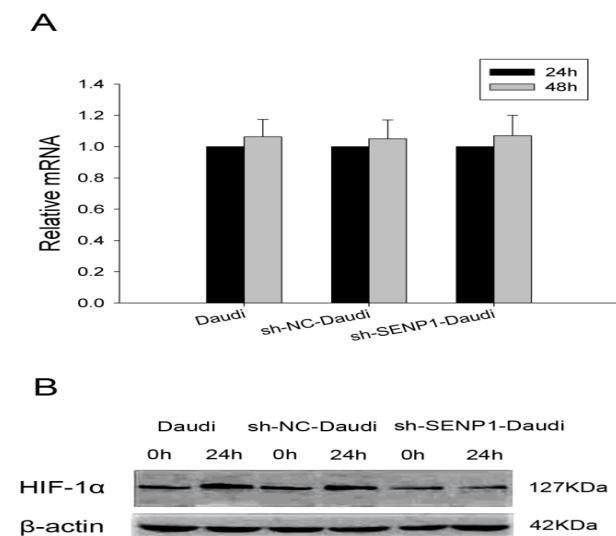 A
24h
48h
Relative mRNA
1.4
1.2
1.0
0.8
0.6
0.4
0.2
0.0
Daudi
sh-NC-Daudi
sh-SENP1-Daudi
B
Daudi sh-NC-Daudi sh-SENP1-Daudi
0h 24h 0h 24h 0h 24h
HIF-1α 127KDa
β-actin 42KDa